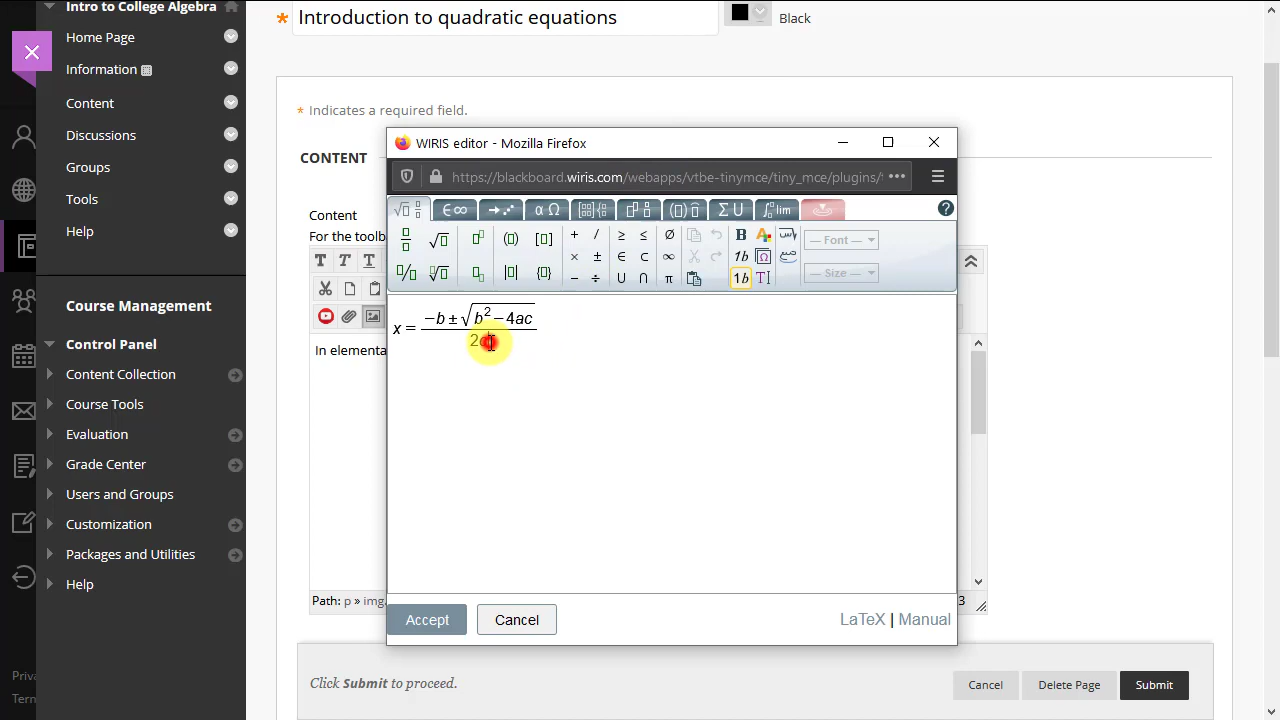 Intro to College Algebra
Home Page
Information
Content
Discussions
Groups
Tools
Help
Course Management
Control Panel
Content Collection
Course Tools
Evaluation
Grade Center
Users and Groups
Customization
Packages and Utilities
Help
Priva
Term
* Introduction to quadratic equations
Black
* Indicates a required field.
CONTENT
Content
For the toolb
T T T
In elementa
Path: p » img.
3
WIRIS editor - Mozilla Firefox
https://blackboard.wiris.com/webapps/vtbe-tinymce/tiny_mce/plugins/
— Font —
— Size —
x = (−b ± √(b² − 4ac)) / 2a
Accept
Cancel
LaTeX | Manual
Click Submit to proceed.
Cancel
Delete Page
Submit